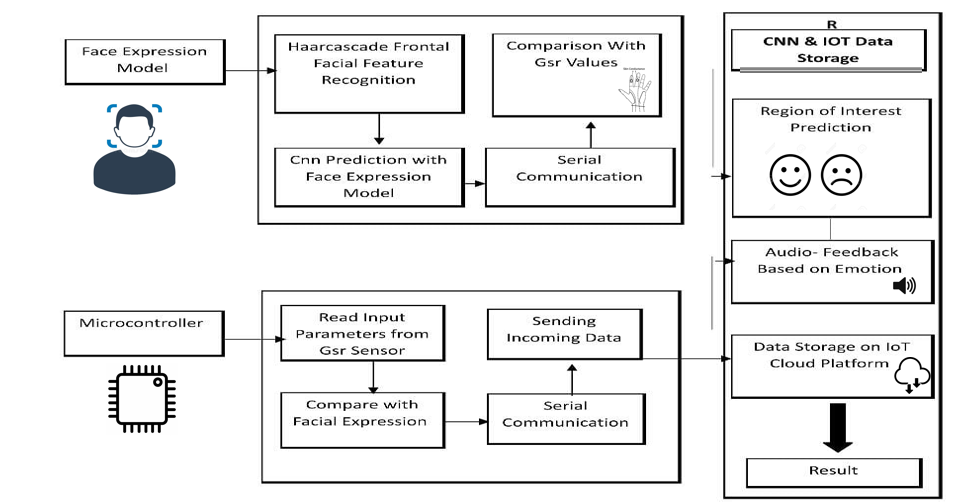 Face Expression
Model
Haarcascade Frontal
Facial Feature
Recognition
Comparison With
Gsr Values
Cnn Prediction with
Face Expression
Model
Serial
Communication
Microcontroller
Read Input
Parameters from
Gsr Sensor
Sending
Incoming Data
Compare with
Facial Expression
Serial
Communication
R
CNN & IOT Data
Storage
Region of Interest
Prediction
Audio- Feedback
Based on Emotion
Data Storage on IoT
Cloud Platform
Result